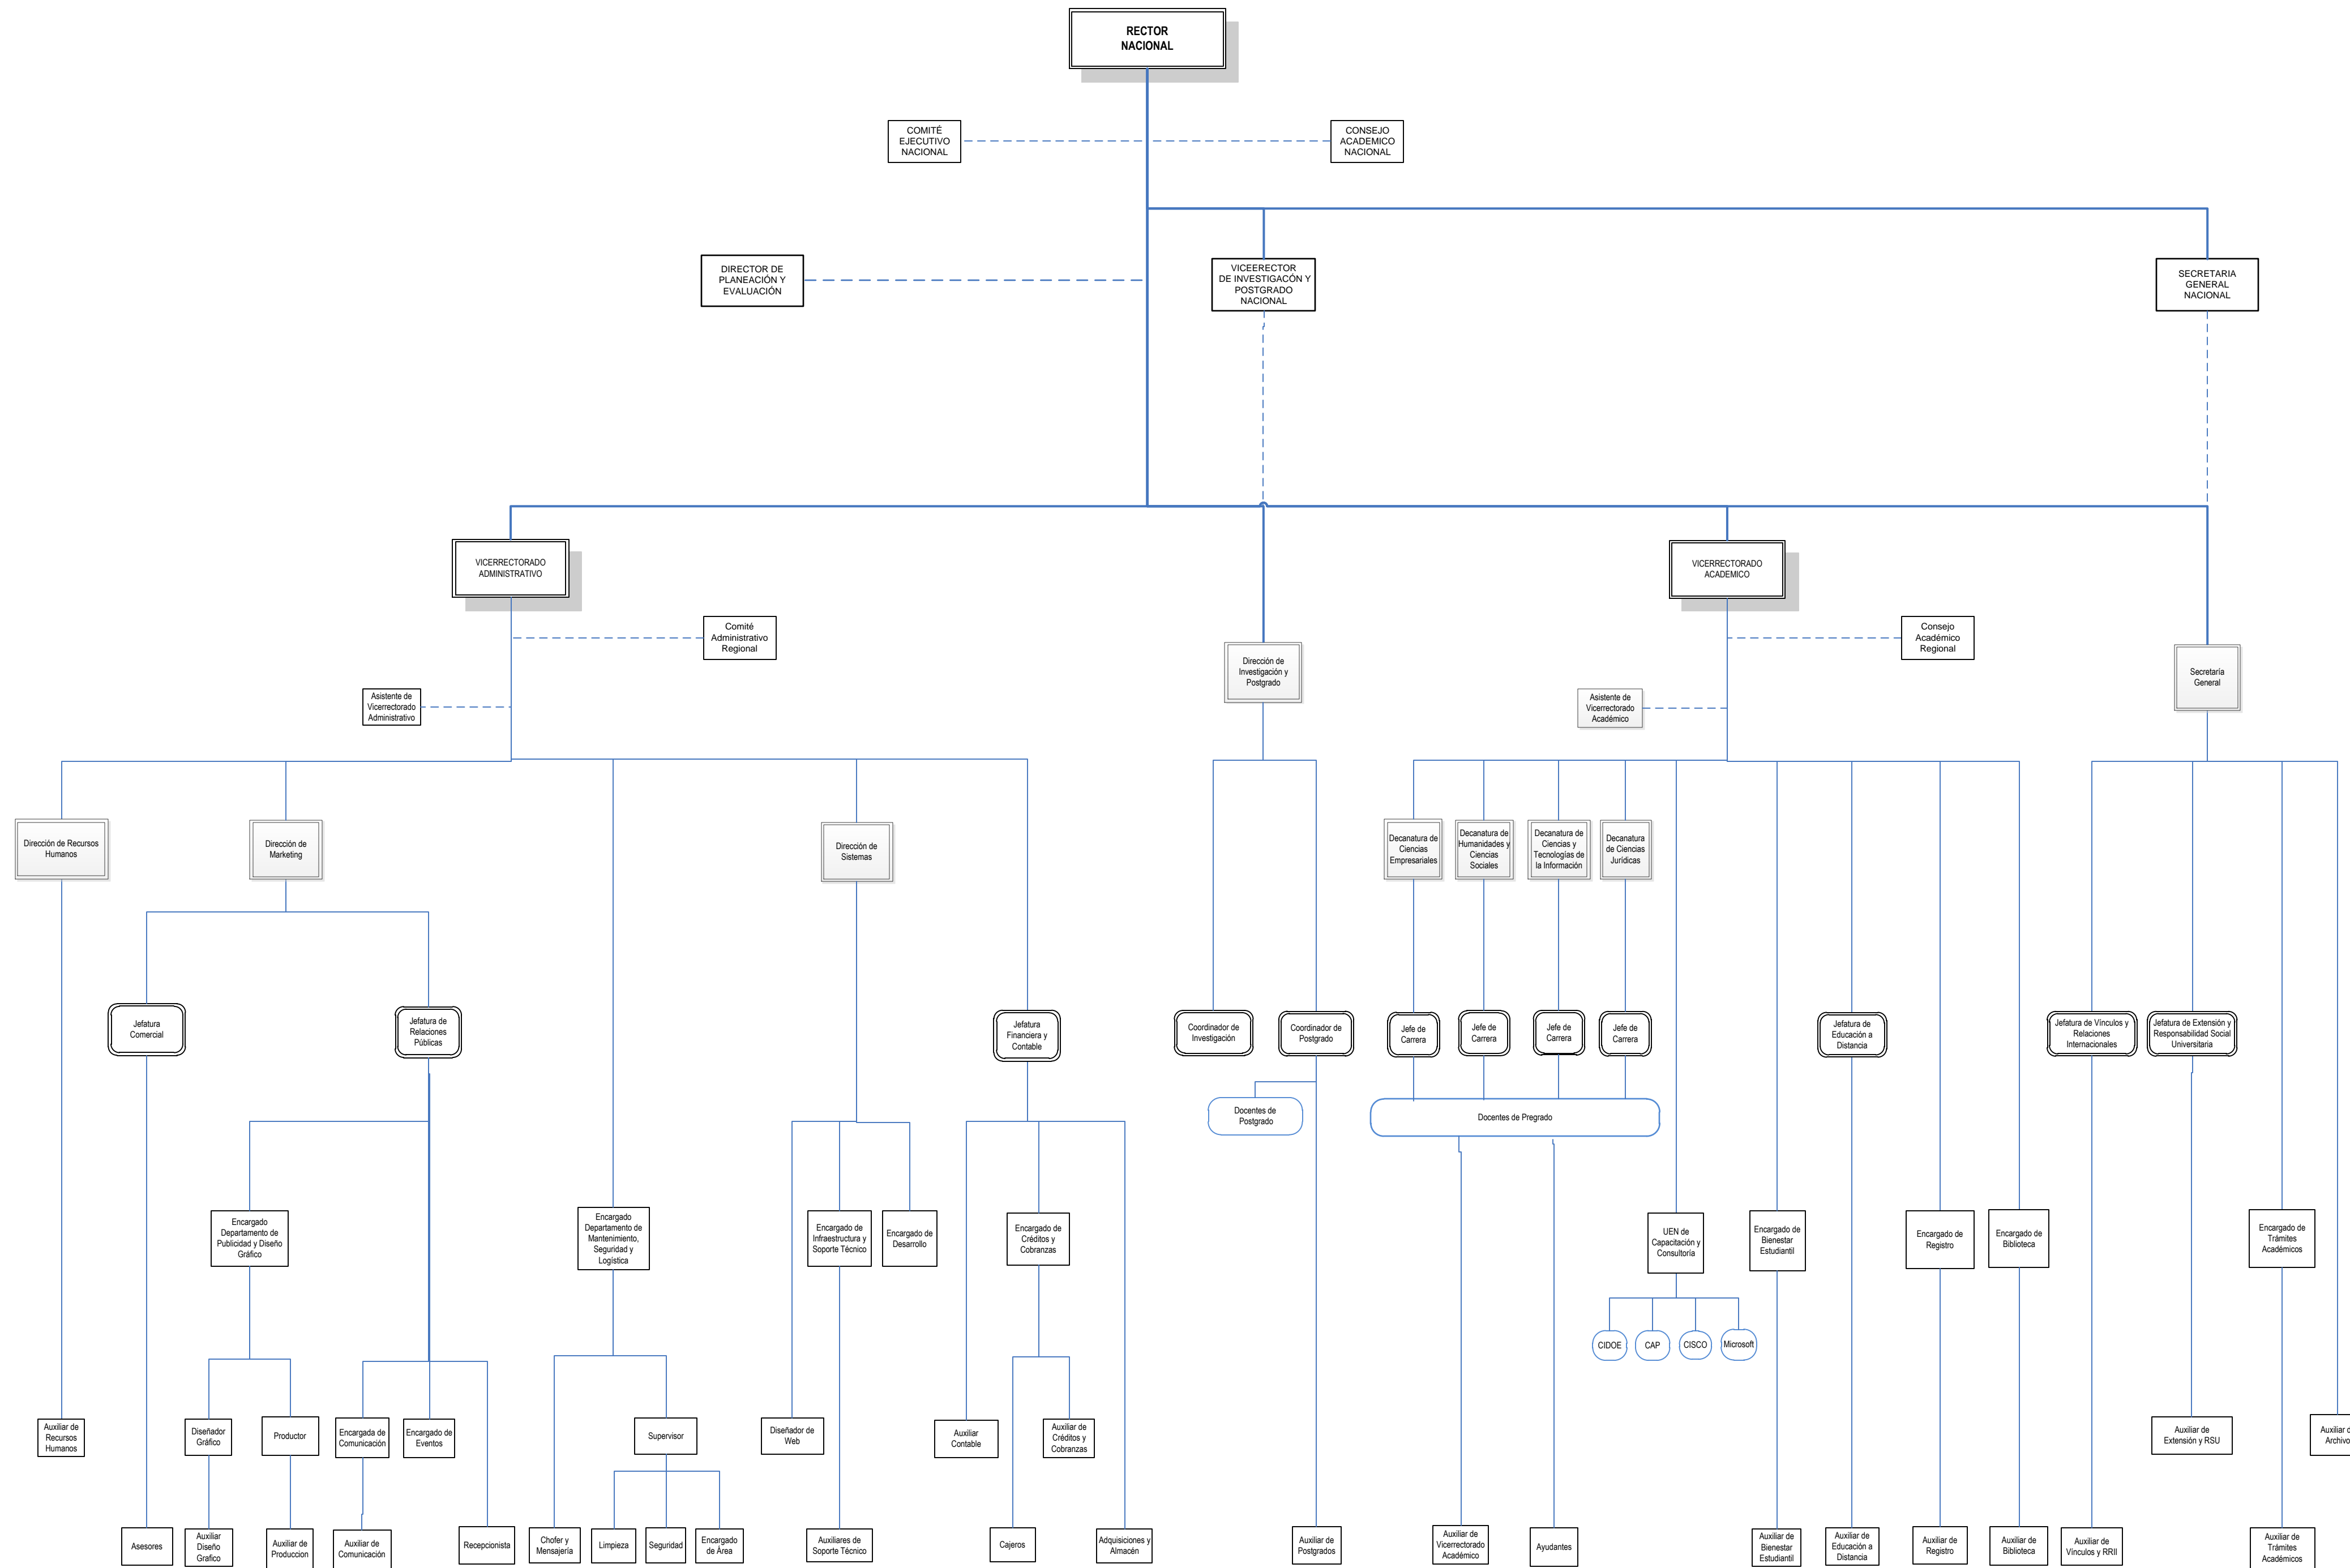 RECTOR
NACIONAL
COMITÉ
EJECUTIVO
NACIONAL
CONSEJO
ACADEMICO
NACIONAL
DIRECTOR DE
PLANEACIÓN Y
EVALUACIÓN
VICEERECTOR
DE INVESTIGACÓN Y
POSTGRADO
NACIONAL
SECRETARIA
GENERAL
NACIONAL
VICERRECTORADO
ADMINISTRATIVO
VICERRECTORADO
ACADEMICO
Comité
Administrativo
Regional
Consejo
Académico
Regional
Dirección de
Investigación y
Postgrado
Secretaría
General
Asistente de
Vicerrectorado
Administrativo
Asistente de
Vicerrectorado
Académico
Dirección de Recursos
Humanos
Dirección de
Marketing
Dirección de
Sistemas
Decanatura de
Ciencias
Empresariales
Decanatura de
Humanidades y
Ciencias
Sociales
Decanatura de
Ciencias y
Tecnologías de
la Información
Decanatura
de Ciencias
Jurídicas
Jefatura
Comercial
Jefatura de
Relaciones
Públicas
Jefatura
Financiera y
Contable
Coordinador de
Investigación
Coordinador de
Postgrado
Jefe de
Carrera
Jefe de
Carrera
Jefe de
Carrera
Jefe de
Carrera
Jefatura de
Educación a
Distancia
Jefatura de Vínculos y
Relaciones
Internacionales
Jefatura de Extensión y
Responsabilidad Social
Universitaria
Docentes de
Postgrado
Docentes de Pregrado
Encargado
Departamento de
Publicidad y Diseño
Gráfico
Encargado
Departamento de
Mantenimiento,
Seguridad y
Logística
Encargado de
Infraestructura y
Soporte Técnico
Encargado de
Desarrollo
Encargado de
Créditos y
Cobranzas
UEN de
Capacitación y
Consultoría
Encargado de
Bienestar
Estudiantil
Encargado de
Registro
Encargado de
Biblioteca
Encargado de
Trámites
Académicos
CIDOE
CAP
CISCO
Microsoft
Auxiliar de
Recursos
Humanos
Diseñador
Gráfico
Productor
Encargada de
Comunicación
Encargado de
Eventos
Supervisor
Diseñador de
Web
Auxiliar
Contable
Auxiliar de
Créditos y
Cobranzas
Auxiliar de
Extensión y RSU
Auxiliar d
Archivo
Asesores
Auxiliar
Diseño
Grafico
Auxiliar de
Produccion
Auxiliar de
Comunicación
Recepcionista
Chofer y
Mensajería
Limpieza
Seguridad
Encargado
de Área
Auxiliares de
Soporte Técnico
Cajeros
Adquisiciones y
Almacén
Auxiliar de
Postgrados
Auxiliar de
Vicerrectorado
Académico
Ayudantes
Auxiliar de
Bienestar
Estudiantil
Auxiliar de
Educación a
Distancia
Auxiliar de
Registro
Auxiliar de
Biblioteca
Auxiliar de
Vínculos y RRII
Auxiliar de
Trámites
Académicos